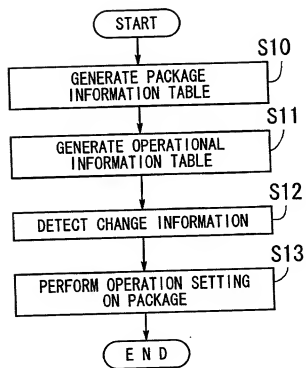 START
S10
GENERATE PACKAGE
INFORMATION TABLE
S11
GENERATE OPERATIONAL
INFORMATION TABLE
S12
DETECT CHANGE INFORMATION
S13
PERFORM OPERATION SETTING
ON PACKAGE
END